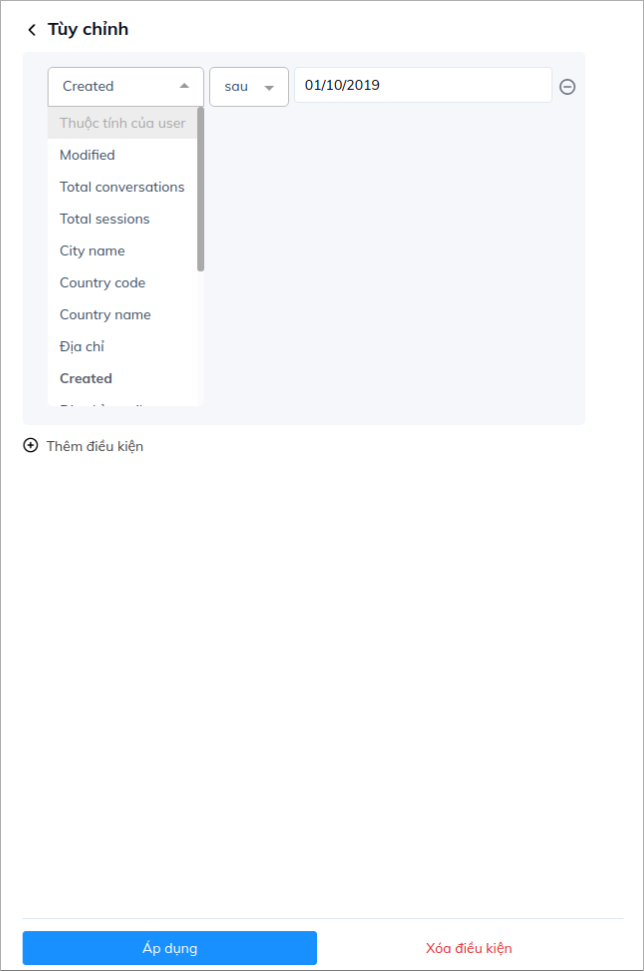 Tùy chỉnh
Created sau 01/10/2019
Thuộc tính của user
Modified
Total conversations
Total sessions
City name
Country code
Country name
Địa chỉ
Created
Thêm điều kiện
Áp dụng Xóa điều kiện